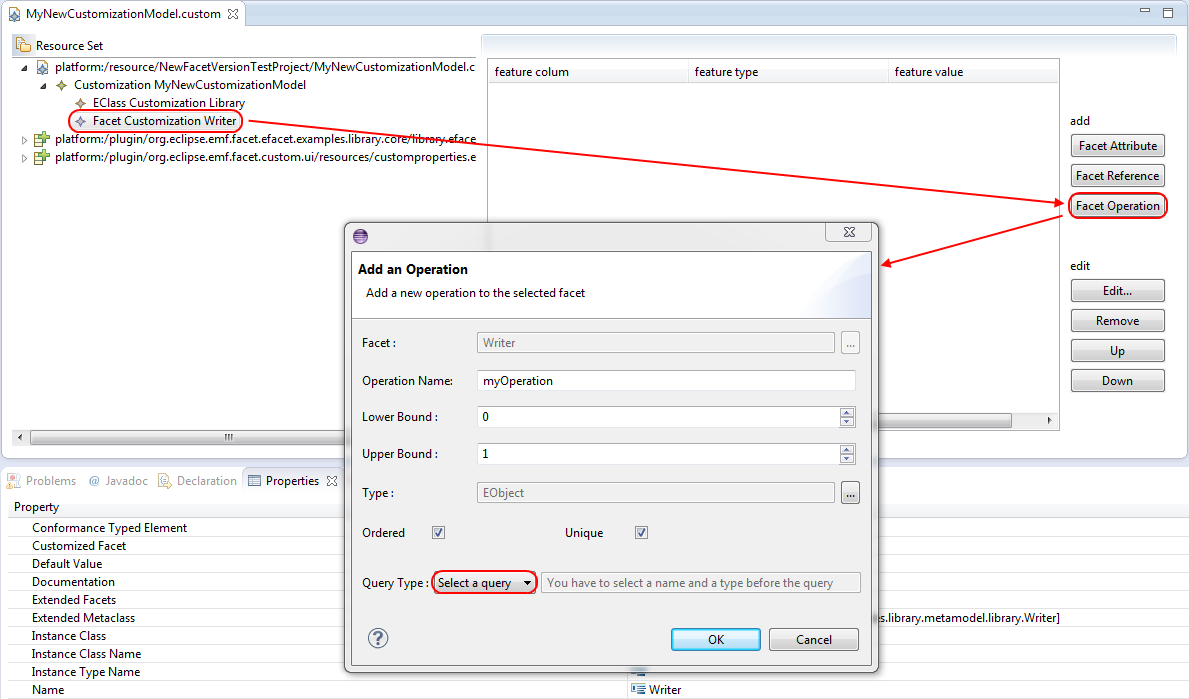 MyNewCustomizationModel.custom
Resource Set
platform:/resource/NewFacetVersionTestProject/MyNewCustomizationModel.c
Customization MyNewCustomizationModel
EClass Customization Library
Facet Customization Writer
platform:/plugin/org.eclipse.emf.facet.efacet.examples.library.core/library.eface
platform:/plugin/org.eclipse.emf.facet.custom.ui/resources/customproperties.e
feature colum feature type feature value
add
Facet Attribute
Facet Reference
Facet Operation
edit
Edit...
Remove
Up
Down
Add an Operation
Add a new operation to the selected facet
Facet : Writer ...
Operation Name: myOperation
Lower Bound : 0
Upper Bound : 1
Type : EObject ...
Ordered Unique
Query Type : Select a query You have to select a name and a type before the query
? OK Cancel
Problems @ Javadoc Declaration Properties
Property
Conformance Typed Element
Customized Facet
Default Value
Documentation
Extended Facets
Extended Metaclass es.library.metamodel.library.Writer]
Instance Class
Instance Class Name
Instance Type Name
Name Writer